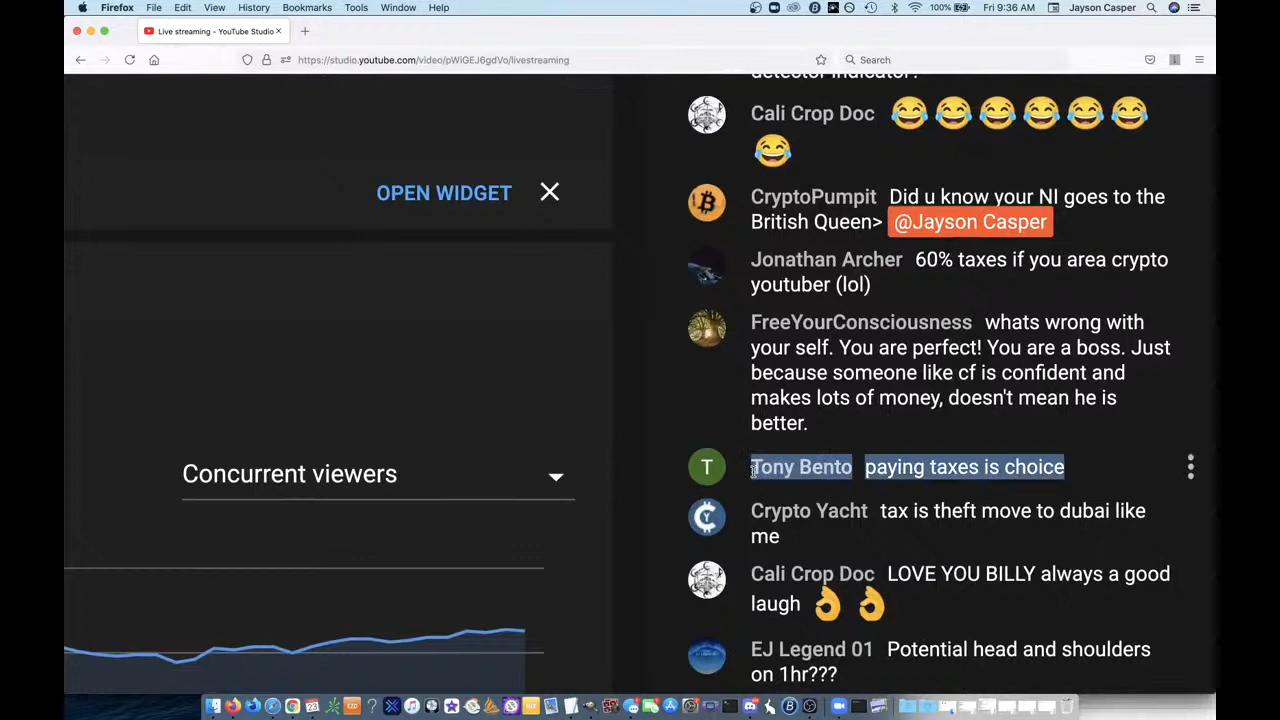 Firefox File Edit View History Bookmarks Tools Window Help 100% Fri 9:36 AM Jayson Casper
Live streaming - YouTube Studio
https://studio.youtube.com/video/pWiGEJ6gdVo/livestreaming Search
detector indicator?
Cali Crop Doc 😂😂😂😂😂😂
😂
OPEN WIDGET
CryptoPumpit Did u know your NI goes to the
British Queen> @Jayson Casper
Jonathan Archer 60% taxes if you area crypto
youtuber (lol)
FreeYourConsciousness whats wrong with
your self. You are perfect! You are a boss. Just
because someone like cf is confident and
makes lots of money, doesn't mean he is
better.
Concurrent viewers
T Tony Bento paying taxes is choice
Crypto Yacht tax is theft move to dubai like
me
Cali Crop Doc LOVE YOU BILLY always a good
laugh 👌 👌
EJ Legend 01 Potential head and shoulders
on 1hr???